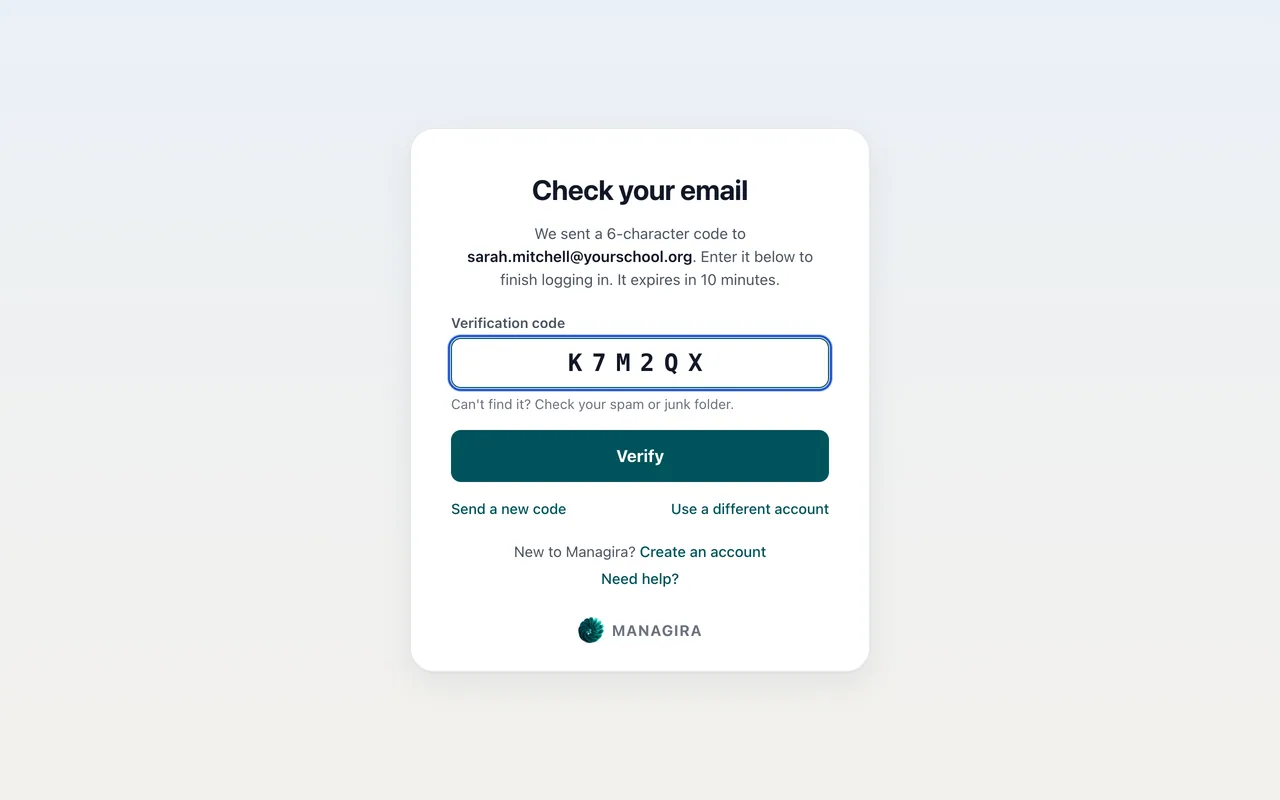 Check your email
We sent a 6-character code to
sarah.mitchell@yourschool.org. Enter it below to
finish logging in. It expires in 10 minutes.
Verification code
K7M2QX
Can't find it? Check your spam or junk folder.
Verify
Send a new code
Use a different account
New to Managira? Create an account
Need help?
MANAGIRA